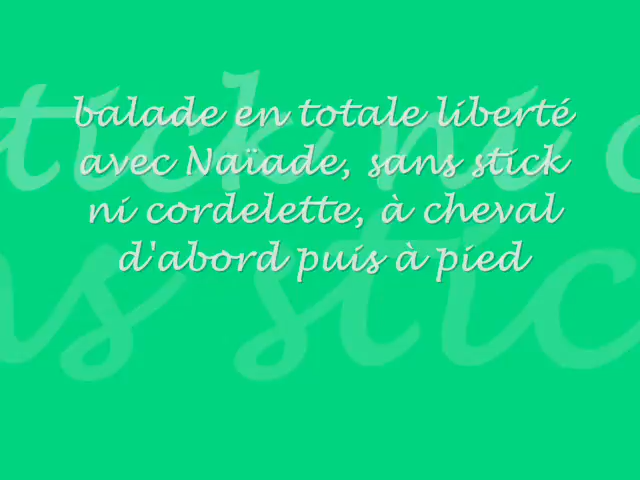 balade en totale liberté
avec Naïade, sans stick
ni cordelette, à cheval
d'abord puis à pied